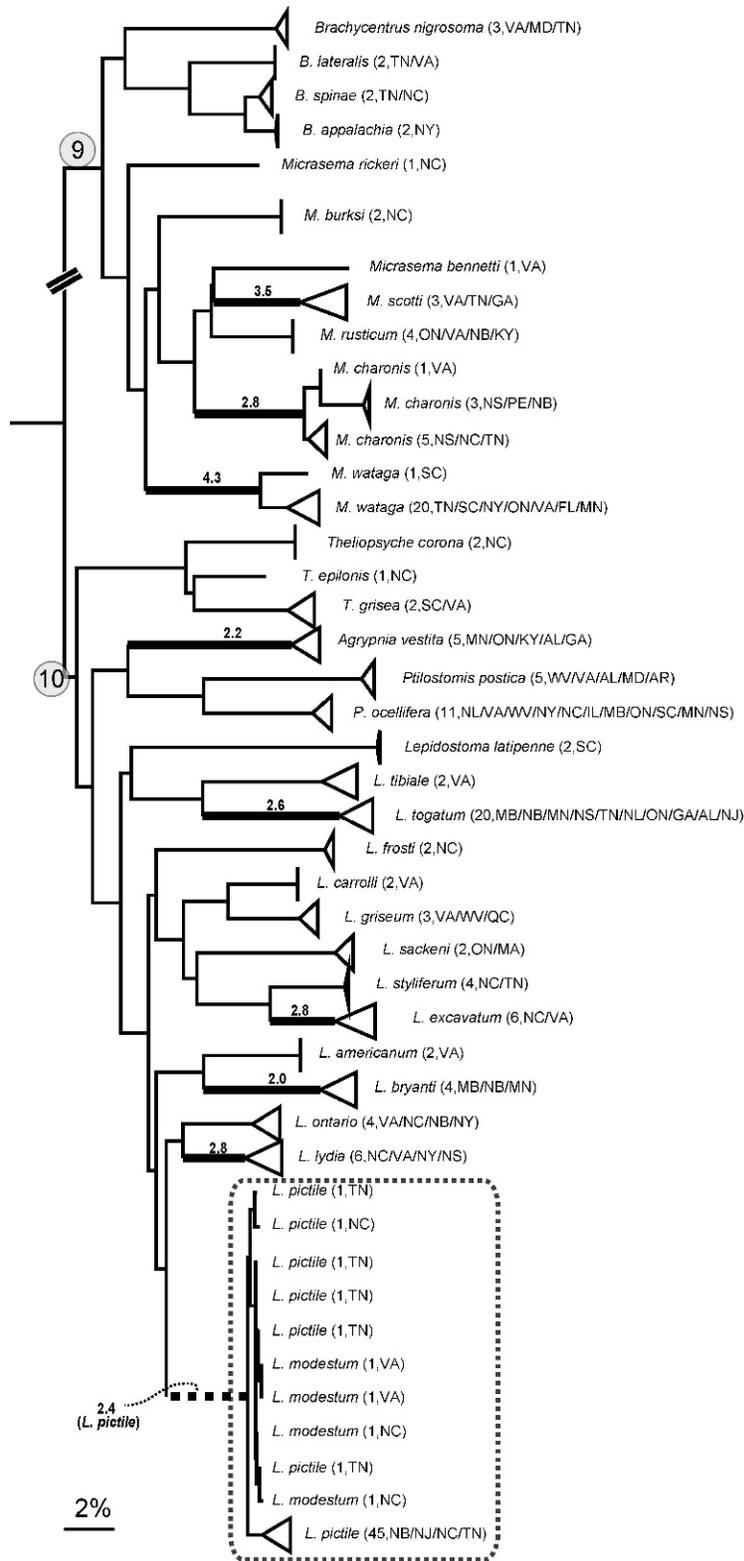 Brachycentrus nigrosoma (3,VA/MD/TN)
B. lateralis (2,TN/VA)
B. spinae (2,TN/NC)
B. appalachia (2,NY)
9
Micrasema rickeri (1,NC)
M. burksi (2,NC)
Micrasema bennetti (1,VA)
3.5
M. scotti (3,VA/TN/GA)
M. rusticum (4,ON/VA/NB/KY)
M. charonis (1,VA)
2.8
M. charonis (3,NS/PE/NB)
M. charonis (5,NS/NC/TN)
4.3
M. wataga (1,SC)
M. wataga (20,TN/SC/NY/ON/VA/FL/MN)
Theliopsyche corona (2,NC)
T. epilonis (1,NC)
T. grisea (2,SC/VA)
2.2
Agrypnia vestita (5,MN/ON/KY/AL/GA)
10
Ptilostomis postica (5,WV/VA/AL/MD/AR)
P. ocellifera (11,NL/VA/WV/NY/NC/IL/MB/ON/SC/MN/NS)
Lepidostoma latipenne (2,SC)
L. tibiale (2,VA)
2.6
L. togatum (20,MB/NB/MN/NS/TN/NL/ON/GA/AL/NJ)
L. frosti (2,NC)
L. carrolli (2,VA)
L. griseum (3,VA/WV/QC)
L. sackeni (2,ON/MA)
L. styliferum (4,NC/TN)
2.8
L. excavatum (6,NC/VA)
L. americanum (2,VA)
2.0
L. bryanti (4,MB/NB/MN)
L. ontario (4,VA/NC/NB/NY)
2.8
L. lydia (6,NC/VA/NY/NS)
L. pictile (1,TN)
L. pictile (1,NC)
L. pictile (1,TN)
L. pictile (1,TN)
L. pictile (1,TN)
L. modestum (1,VA)
L. modestum (1,VA)
2.4
(L. pictile)
L. modestum (1,NC)
L. pictile (1,TN)
L. modestum (1,NC)
2%
L. pictile (45,NB/NJ/NC/TN)